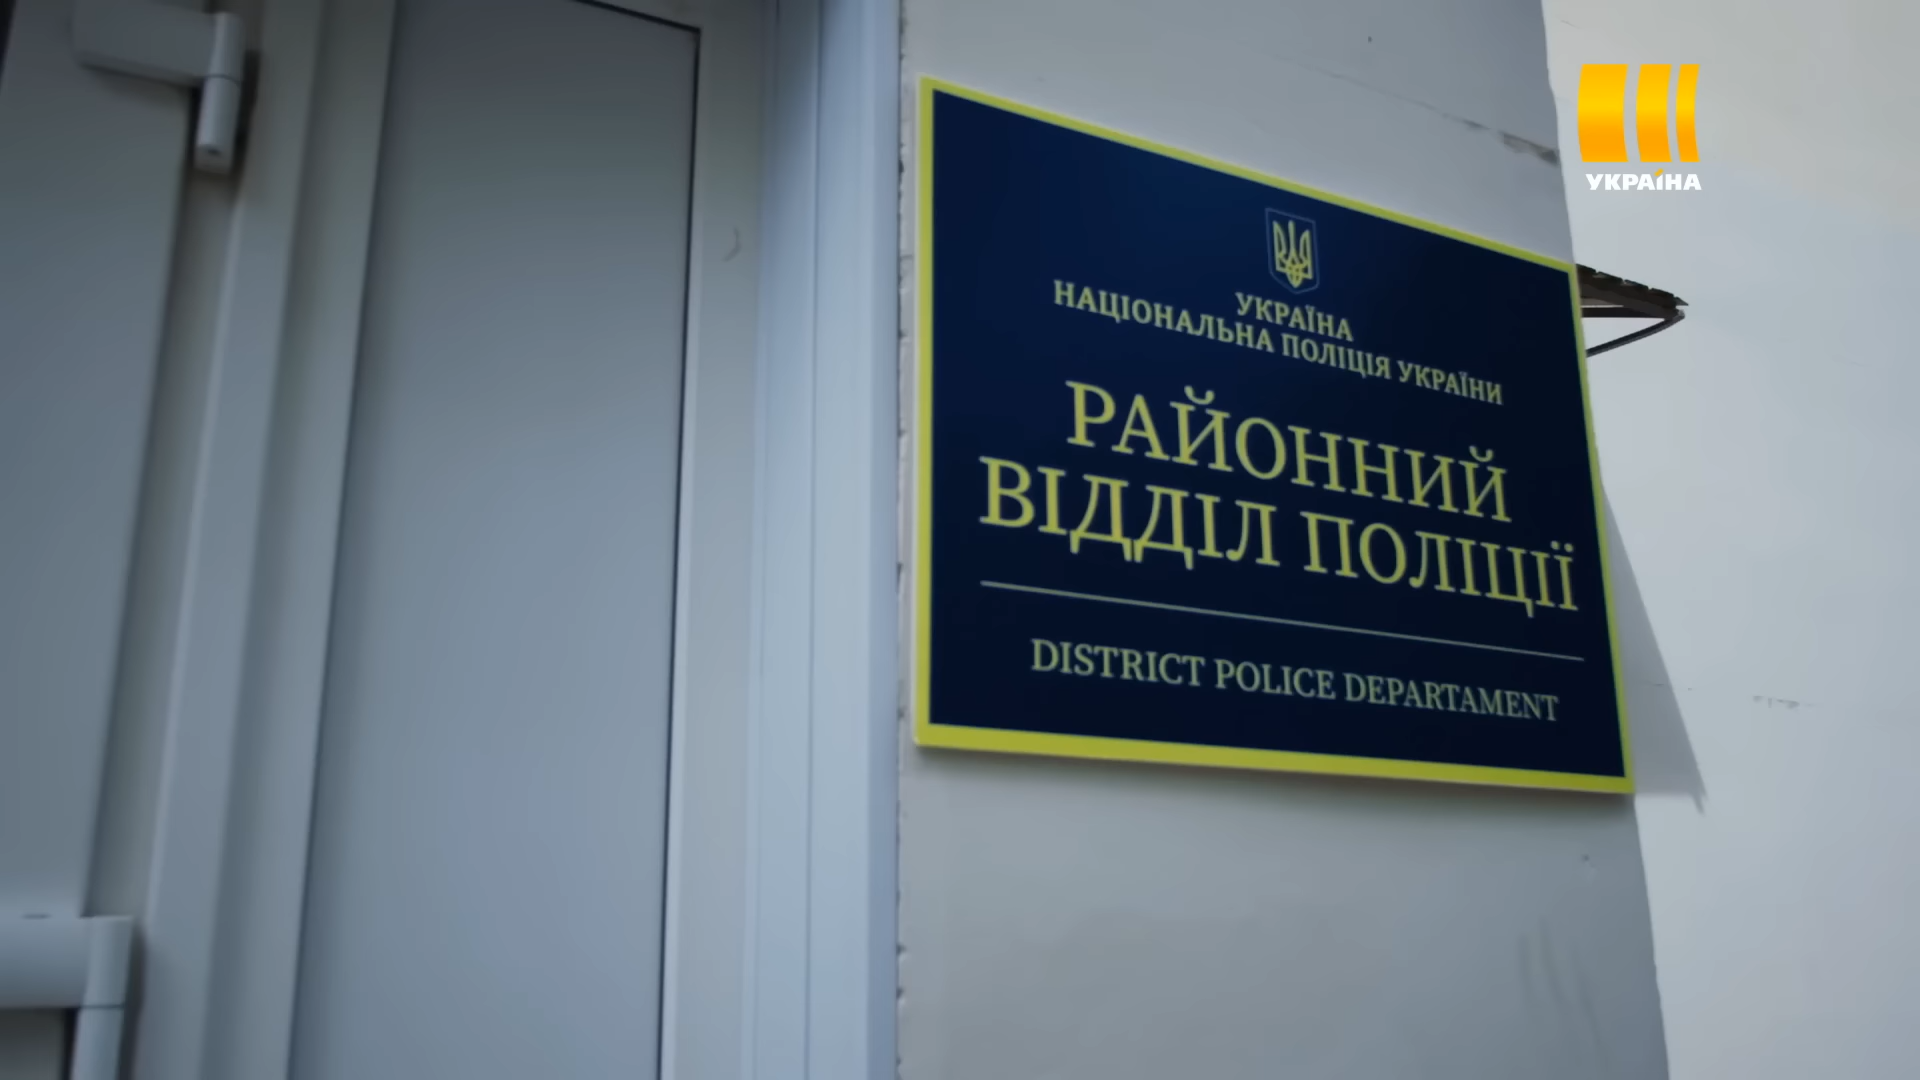 УКРАЇНА
УКРАЇНА
НАЦІОНАЛЬНА ПОЛІЦІЯ УКРАЇНИ
РАЙОННИЙ
ВІДДІЛ ПОЛІЦІЇ
DISTRICT POLICE DEPARTAMENT